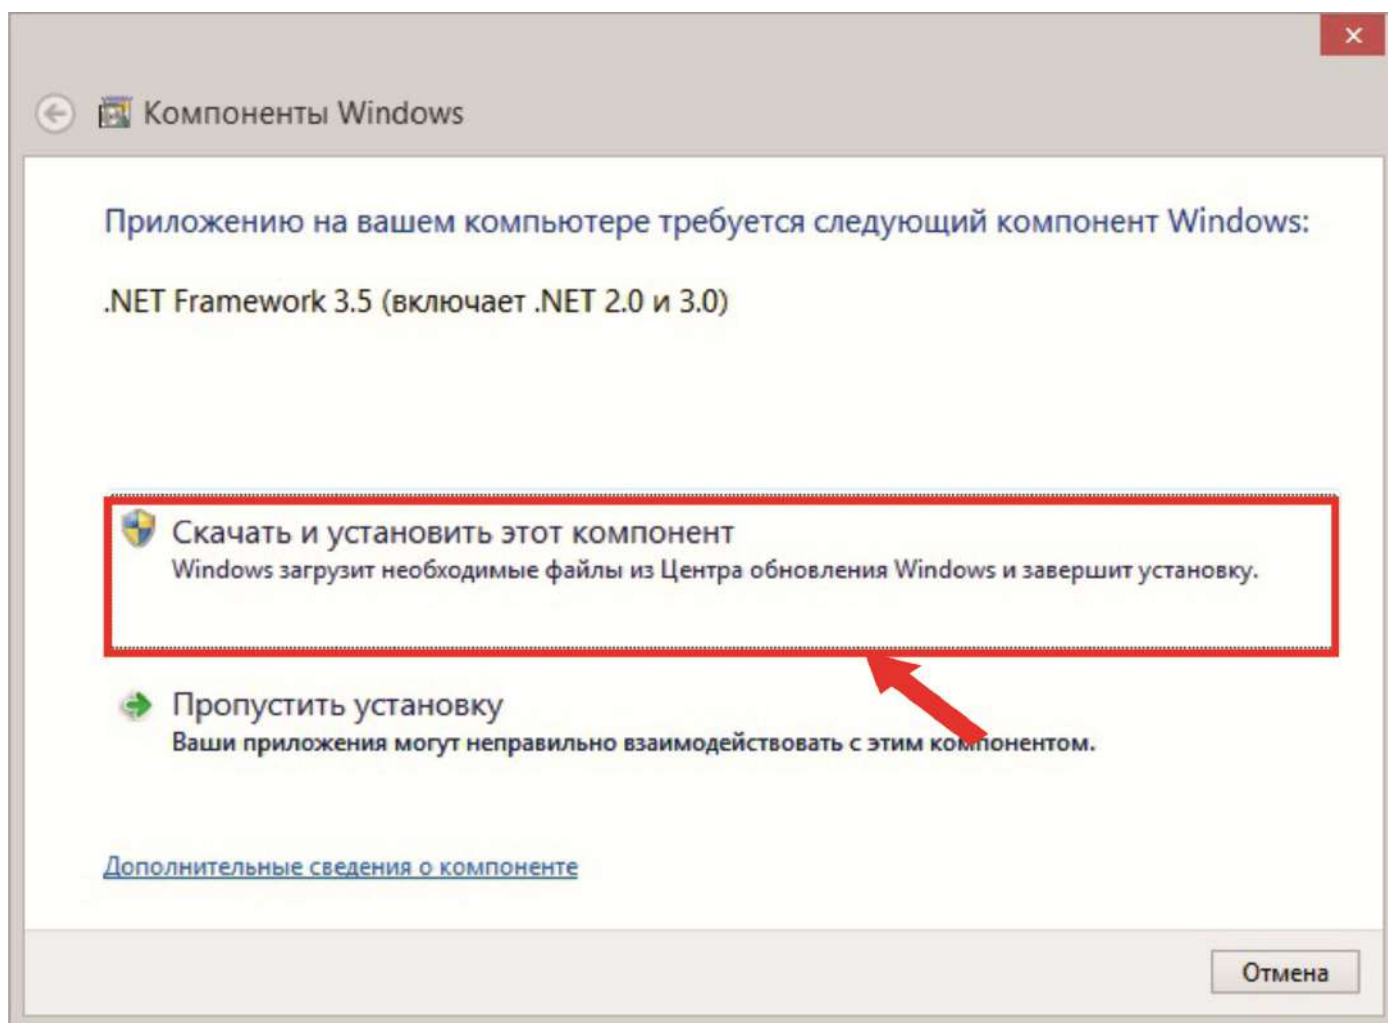 Компоненты Windows
Приложению на вашем компьютере требуется следующий компонент Windows:
.NET Framework 3.5 (включает .NET 2.0 и 3.0)
Скачать и установить этот компонент
Windows загрузит необходимые файлы из Центра обновления Windows и завершит установку.
Пропустить установку
Ваши приложения могут неправильно взаимодействовать с этим компонентом.
Дополнительные сведения о компоненте
Отмена